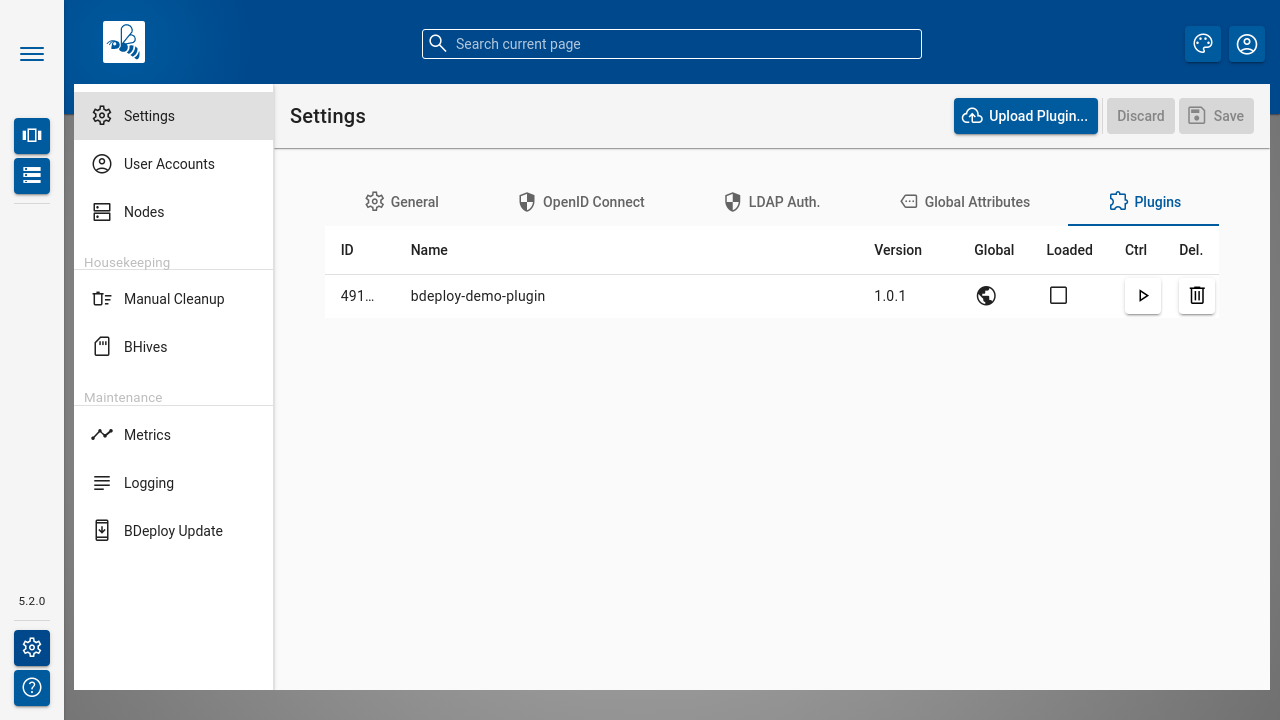 Search current page
Settings
User Accounts
Nodes
Housekeeping
Manual Cleanup
BHives
Maintenance
Metrics
Logging
BDeploy Update
5.2.0
Settings
Upload Plugin...
Discard
Save
General
OpenID Connect
LDAP Auth.
Global Attributes
Plugins
ID Name Version Global Loaded Ctrl Del.
491... bdeploy-demo-plugin 1.0.1